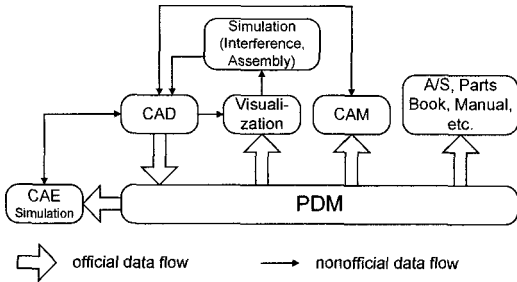 Simulation
(Interference,
Assembly)
CAD
Visuali-
zation
CAM
A/S, Parts
Book, Manual,
etc.
CAE
Simulation
PDM
official data flow
nonofficial data flow